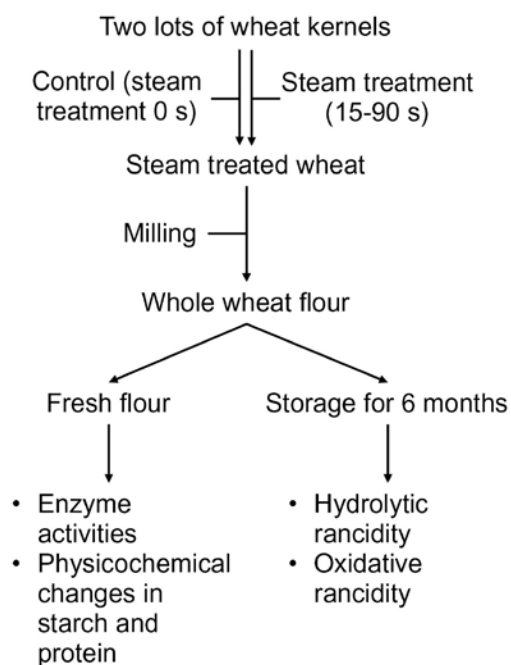 Two lots of wheat kernels
Control (steam
treatment 0 s)
Steam treatment
(15-90 s)
Steam treated wheat
Milling
Whole wheat flour
Fresh flour
Storage for 6 months
• Enzyme
activities
• Physicochemical
changes in
starch and
protein
• Hydrolytic
rancidity
• Oxidative
rancidity